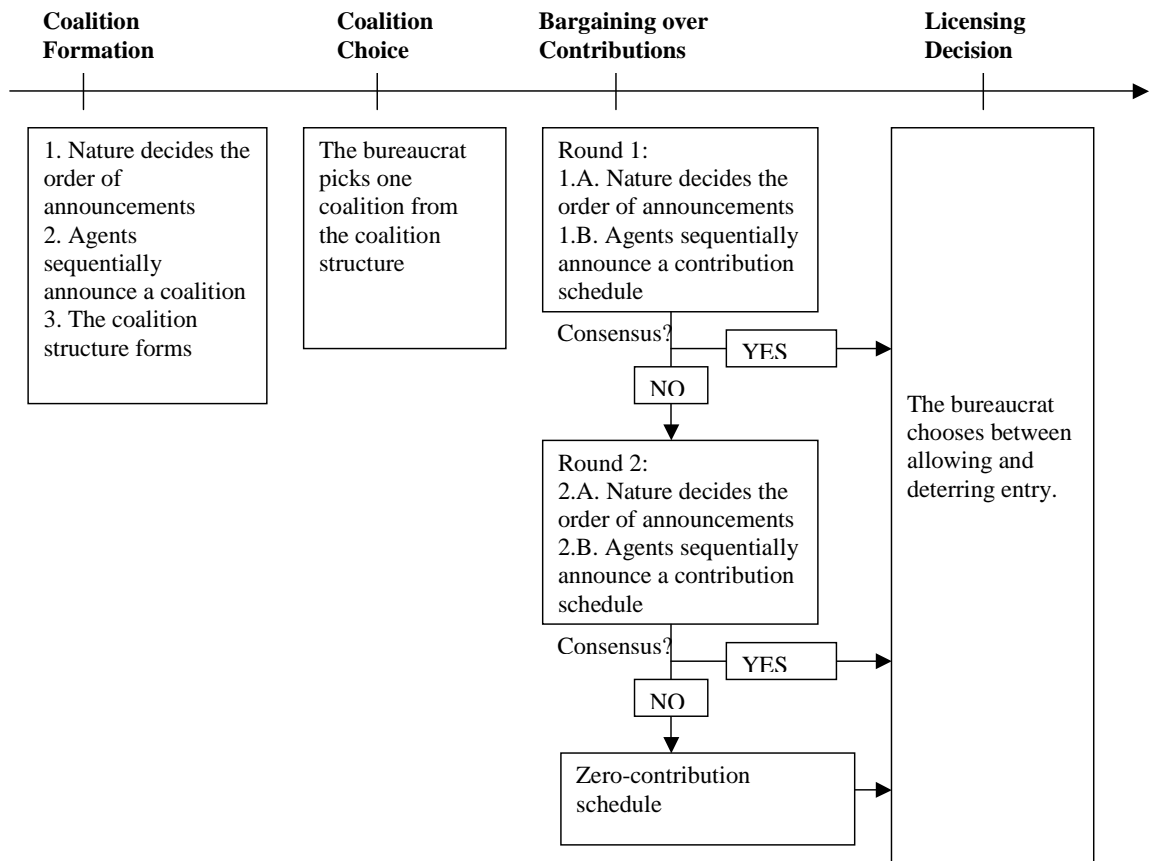 Coalition
Formation
Coalition
Choice
Bargaining over
Contributions
Licensing
Decision
1. Nature decides the
order of
announcements
2. Agents
sequentially
announce a coalition
3. The coalition
structure forms
The bureaucrat
picks one
coalition from
the coalition
structure
Round 1:
1.A. Nature decides the
order of announcements
1.B. Agents sequentially
announce a contribution
schedule
Consensus?
YES
NO
Round 2:
2.A. Nature decides the
order of announcements
2.B. Agents sequentially
announce a contribution
schedule
Consensus?
YES
NO
Zero-contribution
schedule
The bureaucrat
chooses between
allowing and
deterring entry.